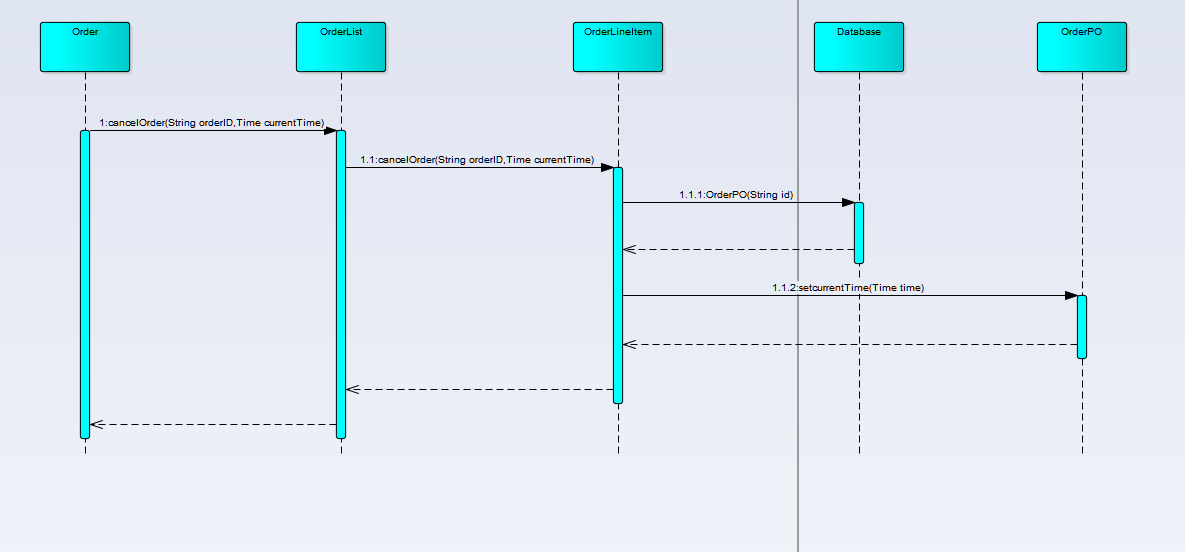 Order
OrderList
OrderLineItem
Database
OrderPO
1:cancelOrder(String orderID,Time currentTime)
1.1:cancelOrder(String orderID,Time currentTime)
1.1.1:OrderPO(String id)
1.1.2:setcurrentTime(Time time)